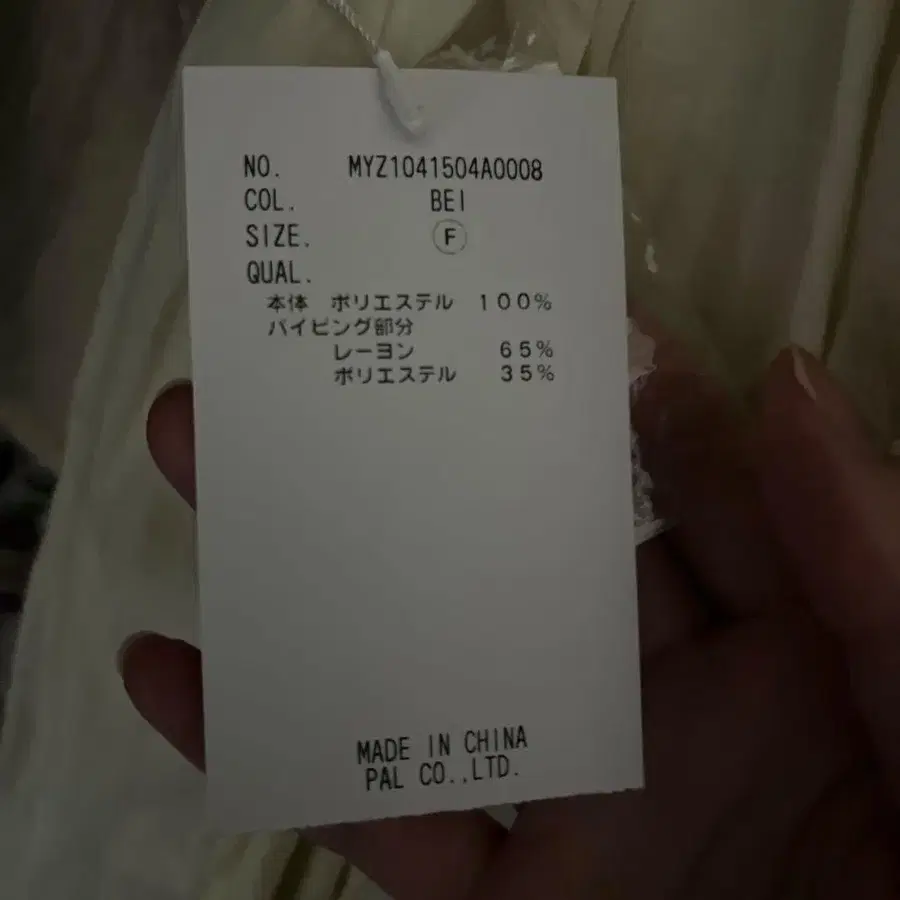 NO. MYZ1041504A0008
COL. BEI
SIZE. F
QUAL.
本体 ポリエステル 100%
パイピング部分
レーヨン 65%
ポリエステル 35%
MADE IN CHINA
PAL CO.,LTD.